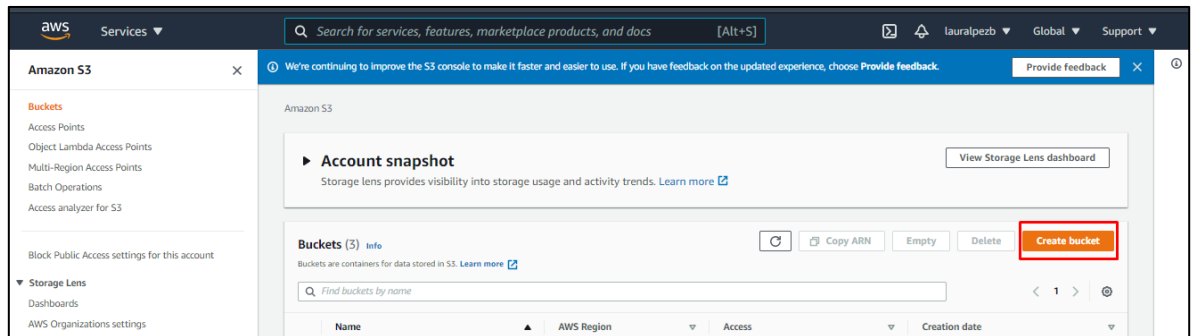 aws
Services ▼
Search for services, features, marketplace products, and docs [Alt+S]
lauralpezb ▼
Global ▼
Support ▼
Amazon S3
Buckets
Access Points
Object Lambda Access Points
Multi-Region Access Points
Batch Operations
Access analyzer for S3
Block Public Access settings for this account
▼ Storage Lens
Dashboards
AWS Organizations settings
We're continuing to improve the S3 console to make it faster and easier to use. If you have feedback on the updated experience, choose Provide feedback.
Provide feedback
Amazon S3
▶ Account snapshot
View Storage Lens dashboard
Storage lens provides visibility into storage usage and activity trends. Learn more
Buckets (3) Info
Copy ARN
Empty
Delete
Create bucket
Buckets are containers for data stored in S3. Learn more
Find buckets by name
< 1 >
Name ▲ AWS Region ▽ Access ▽ Creation date ▽